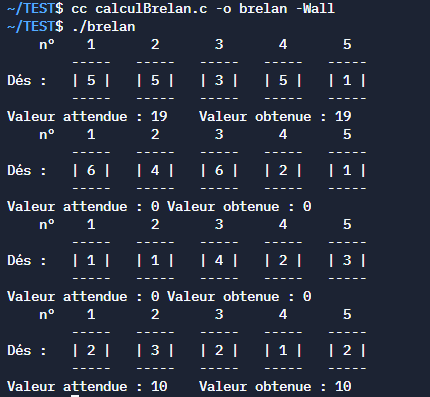 ~/TEST$ cc calculBrelan.c -o brelan -Wall
~/TEST$ ./brelan
    n°    1       2       3       4       5
        -----   -----   -----   -----   -----
Dés :   | 5 |   | 5 |   | 3 |   | 5 |   | 1 |
        -----   -----   -----   -----   -----
Valeur attendue : 19    Valeur obtenue : 19
    n°    1       2       3       4       5
        -----   -----   -----   -----   -----
Dés :   | 6 |   | 4 |   | 6 |   | 2 |   | 1 |
        -----   -----   -----   -----   -----
Valeur attendue : 0 Valeur obtenue : 0
    n°    1       2       3       4       5
        -----   -----   -----   -----   -----
Dés :   | 1 |   | 1 |   | 4 |   | 2 |   | 3 |
        -----   -----   -----   -----   -----
Valeur attendue : 0 Valeur obtenue : 0
    n°    1       2       3       4       5
        -----   -----   -----   -----   -----
Dés :   | 2 |   | 3 |   | 2 |   | 1 |   | 2 |
        -----   -----   -----   -----   -----
Valeur attendue : 10    Valeur obtenue : 10